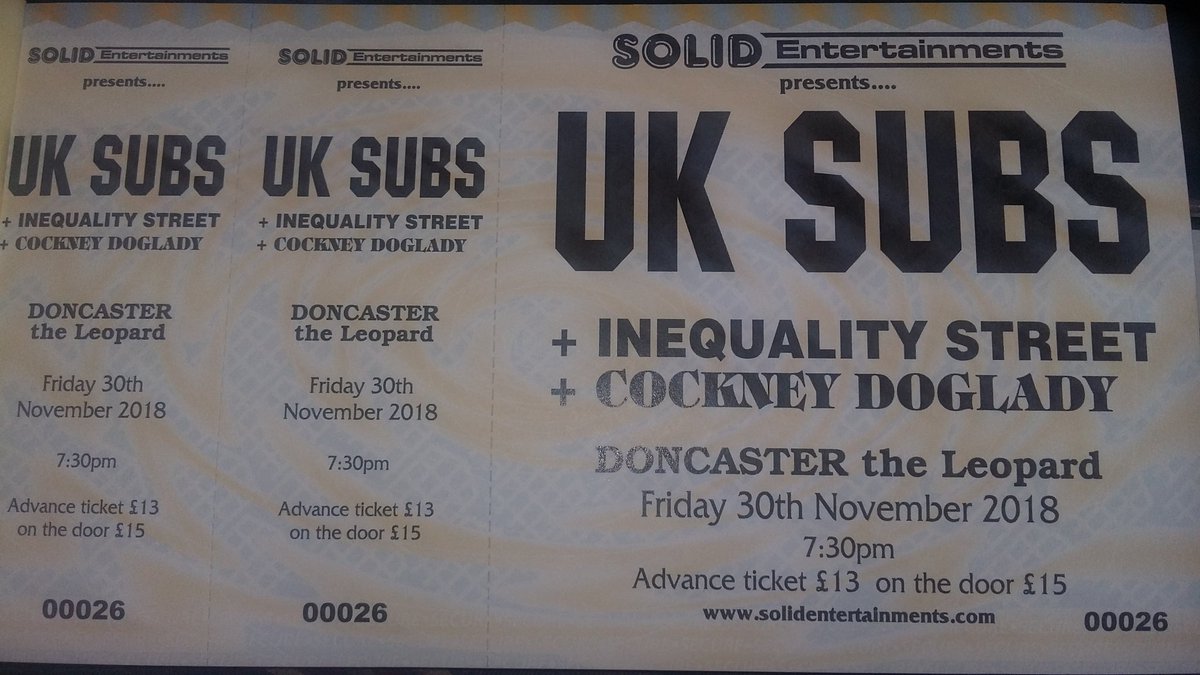 SOLID Entertainments
presents....
UK SUBS
+ INEQUALITY STREET
+ COCKNEY DOGLADY
DONCASTER
the Leopard
Friday 30th
November 2018
7:30pm
Advance ticket £13
on the door £15
00026
SOLID Entertainments
presents....
UK SUBS
+ INEQUALITY STREET
+ COCKNEY DOGLADY
DONCASTER
the Leopard
Friday 30th
November 2018
7:30pm
Advance ticket £13
on the door £15
00026
SOLID Entertainments
presents....
UK SUBS
+ INEQUALITY STREET
+ COCKNEY DOGLADY
DONCASTER the Leopard
Friday 30th November 2018
7:30pm
Advance ticket £13 on the door £15
www.solidentertainments.com
00026